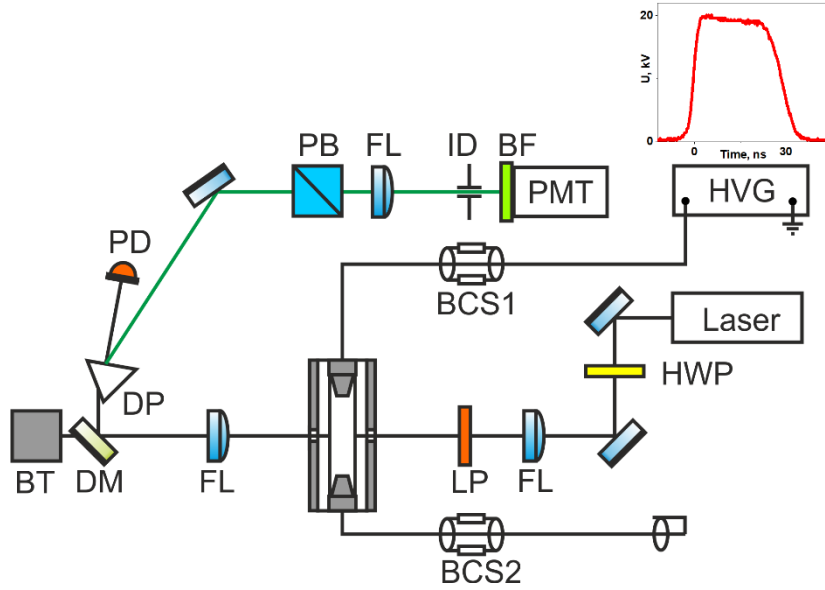 20
U, kV
0
0
30
Time, ns
PB
FL
ID
BF
PMT
HVG
PD
BCS1
Laser
HWP
DP
BT
DM
FL
LP
FL
BCS2